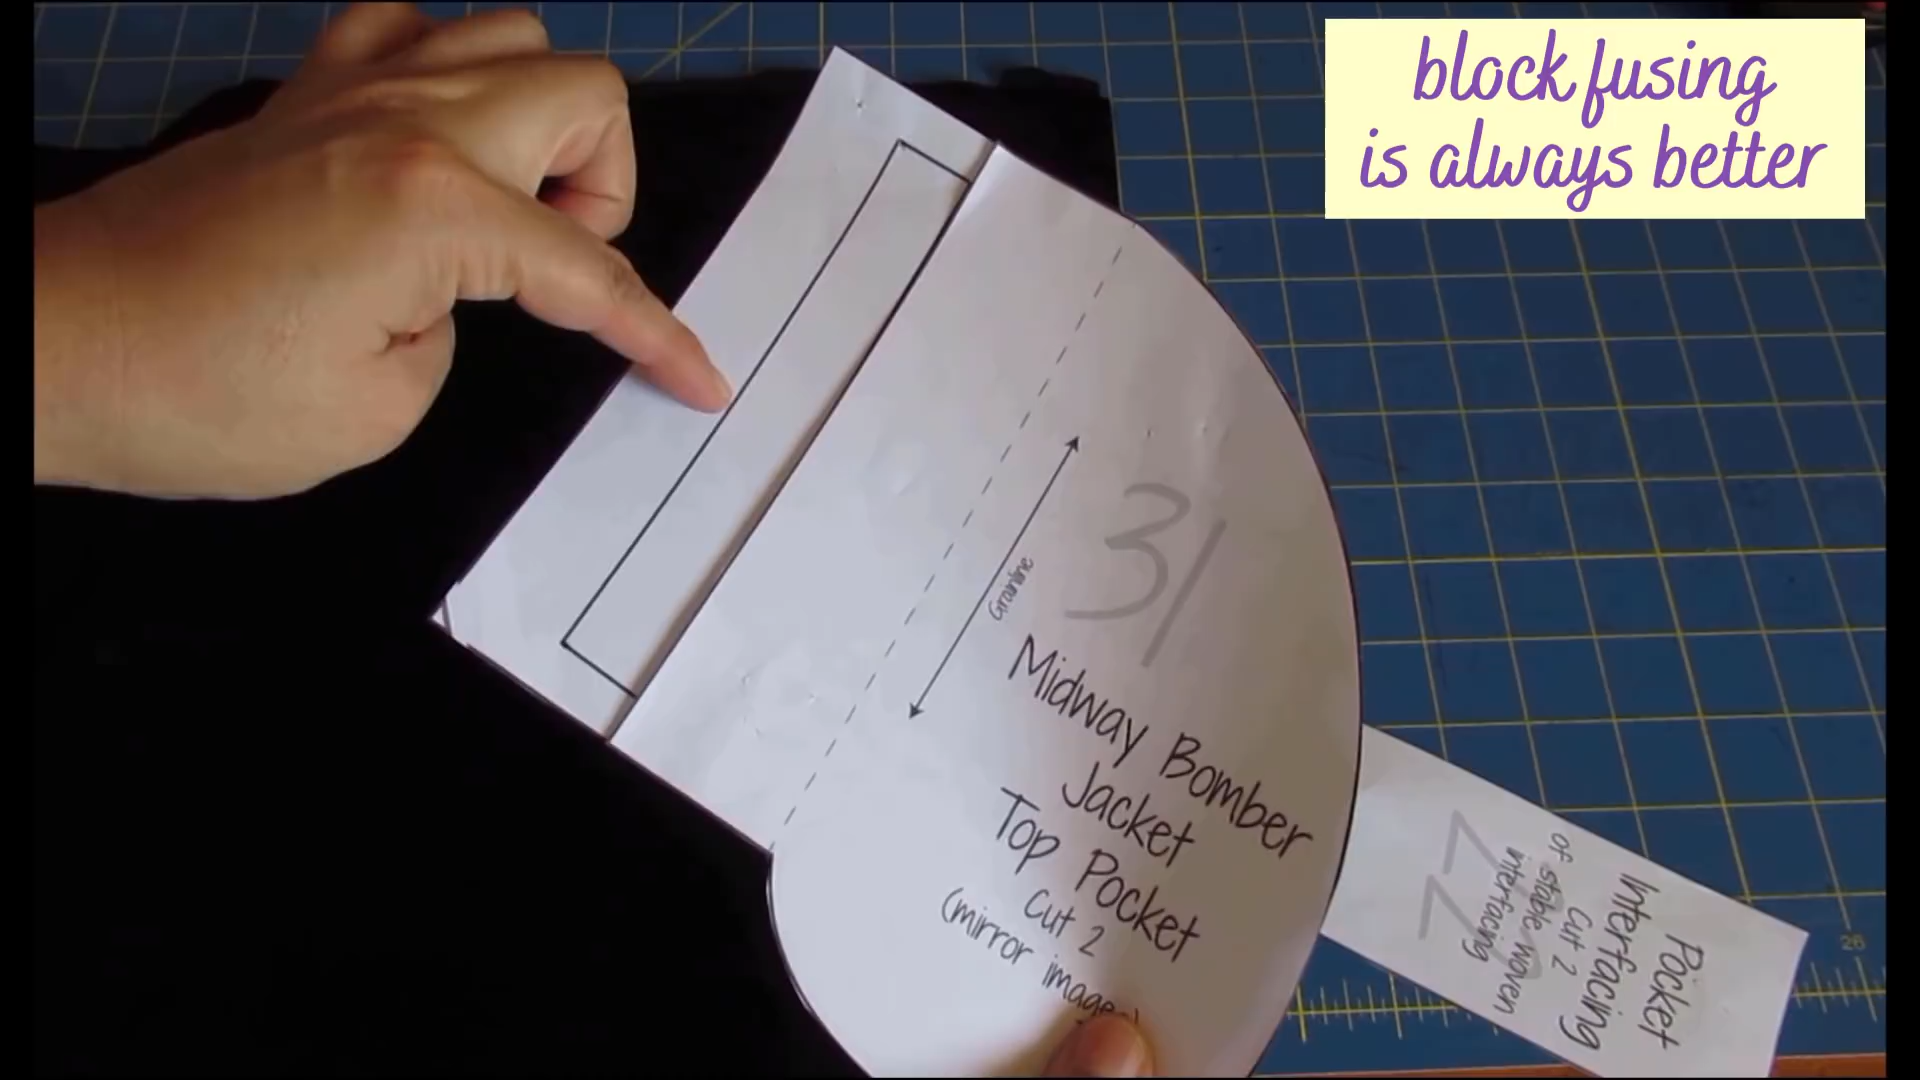 block fusing
is always better
Grainline
31
Midway Bomber
Jacket
Top Pocket
Cut 2
(mirror images)
Pocket
Interfacing
Cut 2
of stable woven
interfacing
26